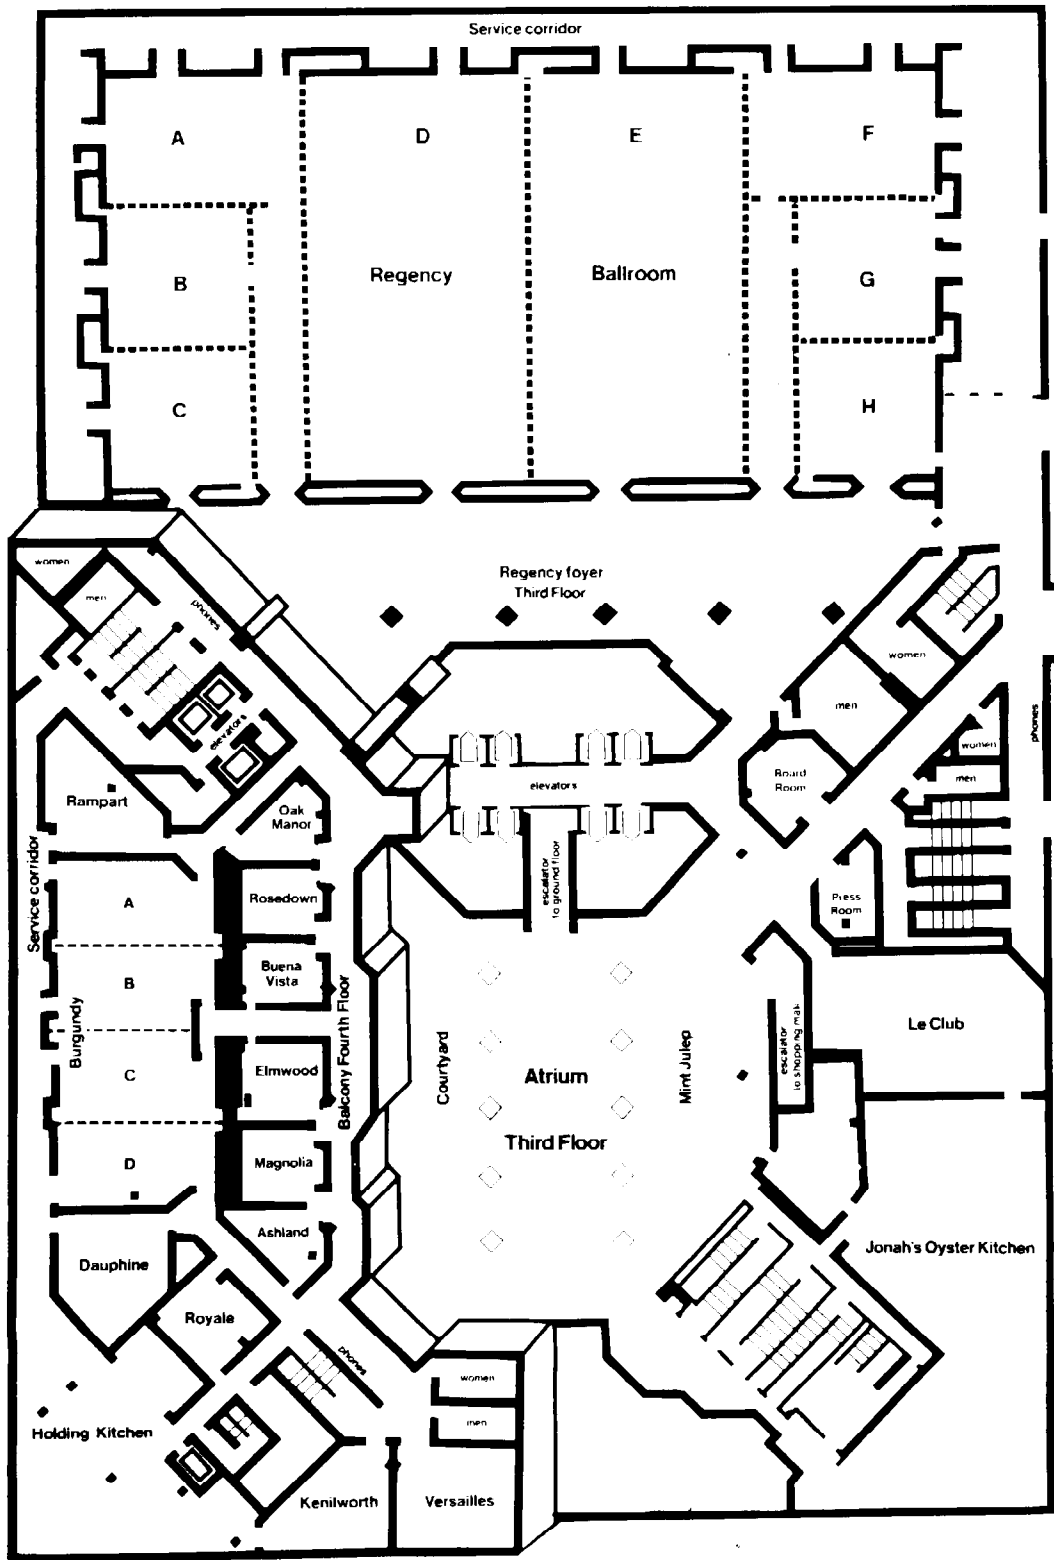 Service corridor
A
D
E
F
B
Regency
Ballroom
G
C
H
Regency foyer
Third Floor
women
men
phones
elevators
women
men
phones
women
men
Board
Room
elevators
escalator
to ground floor
Rampart
Oak
Manor
Service corridor
A
Rosedown
Press
Room
B
Buena
Vista
Burgundy
Balcony Fourth Floor
C
Elmwood
Courtyard
Atrium
Third Floor
Mint Julep
escalator
to shopping mall
Le Club
D
Magnolia
Ashland
Dauphine
Jonah's Oyster Kitchen
Royale
phones
women
men
Holding Kitchen
Kenilworth
Versailles